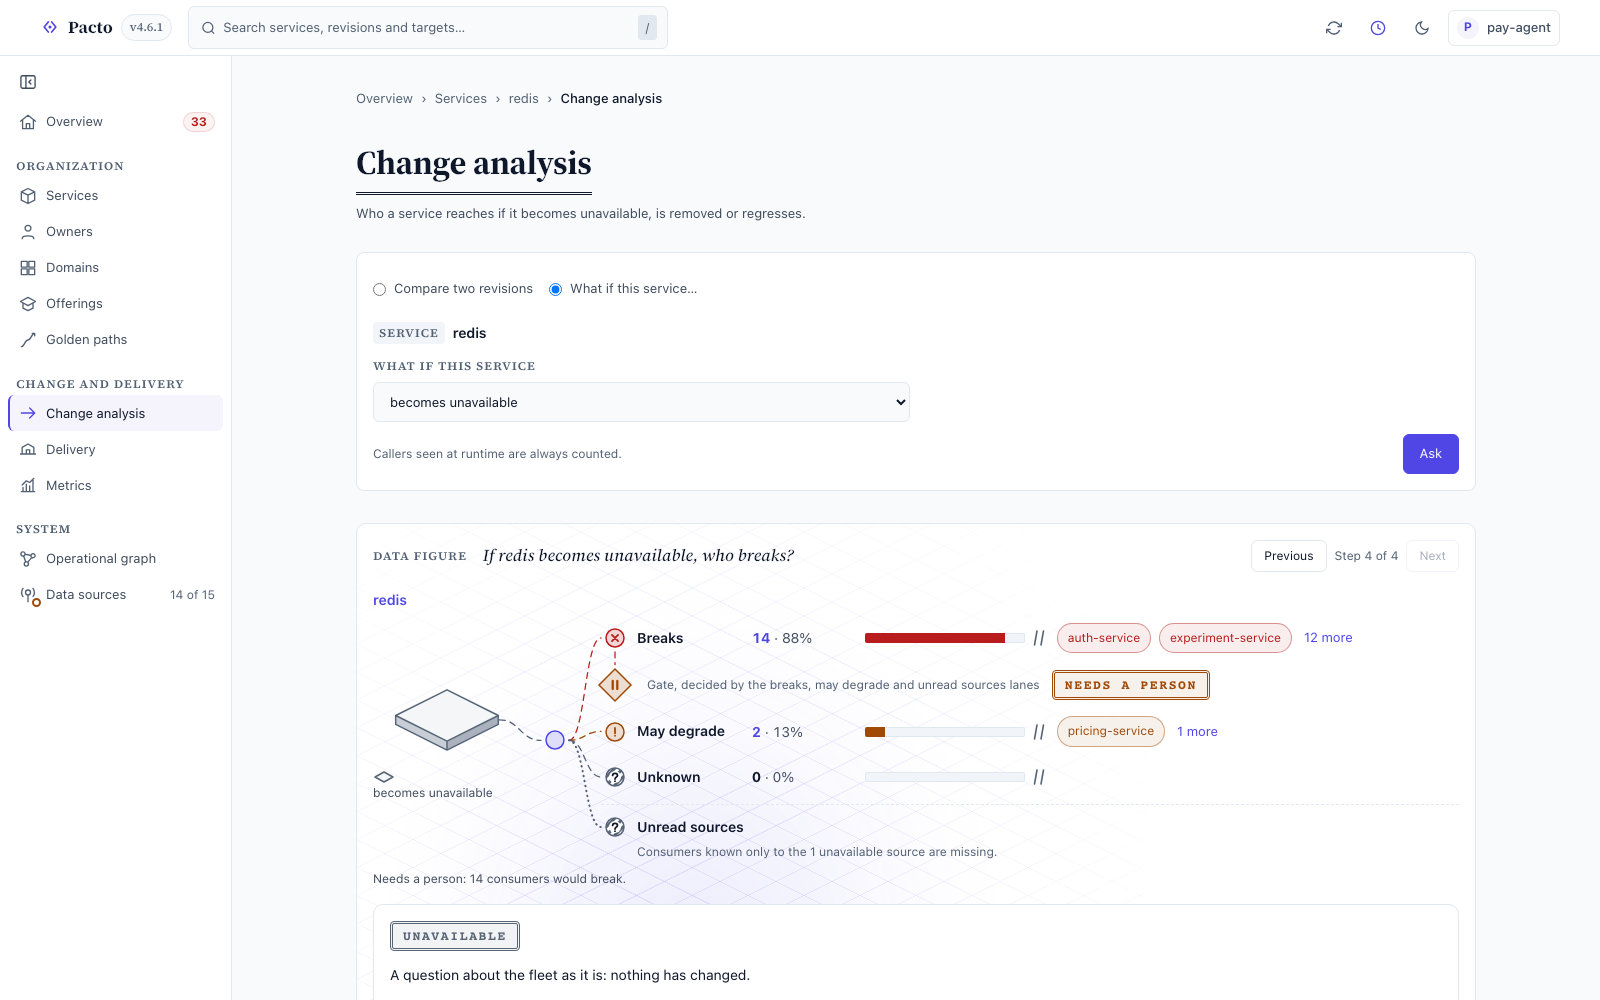 Pacto v4.6.1 Search services, revisions and targets... / P pay-agent
Overview 33
ORGANIZATION
Services
Owners
Domains
Offerings
Golden paths
CHANGE AND DELIVERY
Change analysis
Delivery
Metrics
SYSTEM
Operational graph
Data sources 14 of 15
Overview › Services › redis › Change analysis
Change analysis
Who a service reaches if it becomes unavailable, is removed or regresses.
Compare two revisions What if this service...
SERVICE redis
WHAT IF THIS SERVICE
becomes unavailable
Callers seen at runtime are always counted. Ask
DATA FIGURE If redis becomes unavailable, who breaks? Previous Step 4 of 4 Next
redis
Breaks 14 · 88% // auth-service experiment-service 12 more
Gate, decided by the breaks, may degrade and unread sources lanes NEEDS A PERSON
May degrade 2 · 13% // pricing-service 1 more
Unknown 0 · 0% //
becomes unavailable
Unread sources
Consumers known only to the 1 unavailable source are missing.
Needs a person: 14 consumers would break.
UNAVAILABLE
A question about the fleet as it is: nothing has changed.